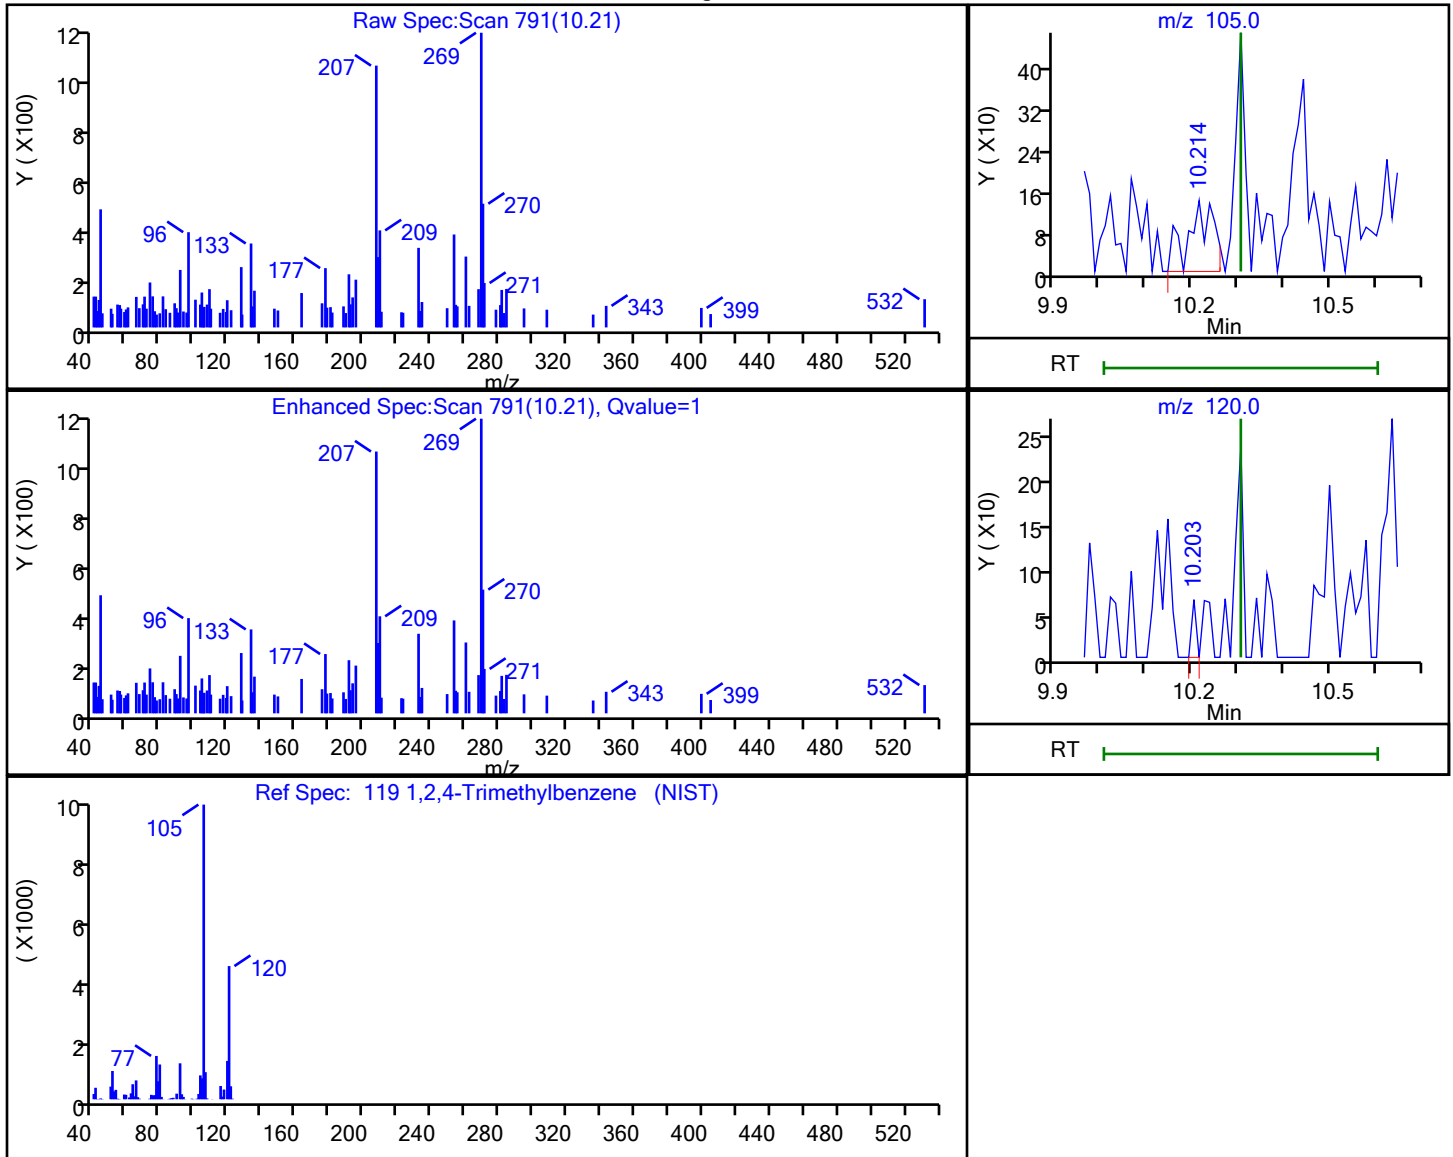 Raw Spec:Scan 791(10.21)
12
10
8
6
4
2
0
Y ( X100)
207
269
270
209
96
133
177
271
343
399
532
40 80 120 160 200 240 280 320 360 400 440 480 520
m/z
m/z 105.0
40
32
24
16
8
0
Y ( X10)
10.214
9.9 10.2 10.5
Min
RT
Enhanced Spec:Scan 791(10.21), Qvalue=1
12
10
8
6
4
2
0
Y ( X100)
207
269
270
209
96
133
177
271
343
399
532
40 80 120 160 200 240 280 320 360 400 440 480 520
m/z
m/z 120.0
25
20
15
10
5
0
Y ( X10)
10.203
9.9 10.2 10.5
Min
RT
Ref Spec: 119 1,2,4-Trimethylbenzene (NIST)
10
8
6
4
2
0
( X1000)
105
120
77
40 80 120 160 200 240 280 320 360 400 440 480 520